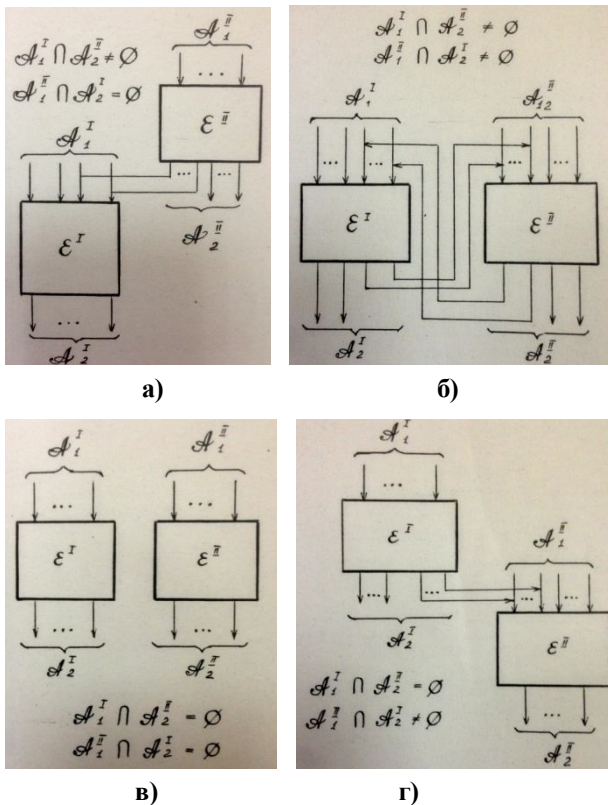 𝒜₁ᴵ ∩ 𝒜₂ᴵᴵ ≠ ∅
𝒜₁ᴵᴵ ∩ 𝒜₂ᴵ = ∅
𝒜₁ᴵᴵ
...
ℰᴵᴵ
𝒜₁ᴵ
... ...
𝒜₂ᴵᴵ
ℰᴵ
...
𝒜₂ᴵ
а)
𝒜₁ᴵ ∩ 𝒜₂ᴵᴵ ≠ ∅
𝒜₁ᴵᴵ ∩ 𝒜₂ᴵ ≠ ∅
𝒜₁ᴵ 𝒜₁₂ᴵᴵ
... ... ... ...
ℰᴵ ℰᴵᴵ
𝒜₂ᴵ 𝒜₂ᴵᴵ
б)
𝒜₁ᴵ 𝒜₁ᴵᴵ
... ...
ℰᴵ ℰᴵᴵ
... ...
𝒜₂ᴵ 𝒜₂ᴵᴵ
𝒜₁ᴵ ∩ 𝒜₂ᴵᴵ = ∅
𝒜₁ᴵᴵ ∩ 𝒜₂ᴵ = ∅
в)
𝒜₁ᴵ
...
ℰᴵ
𝒜₁ᴵᴵ
... ...
... ...
𝒜₂ᴵ
ℰᴵᴵ
𝒜₁ᴵ ∩ 𝒜₂ᴵᴵ = ∅
𝒜₁ᴵᴵ ∩ 𝒜₂ᴵ ≠ ∅
...
𝒜₂ᴵᴵ
г)